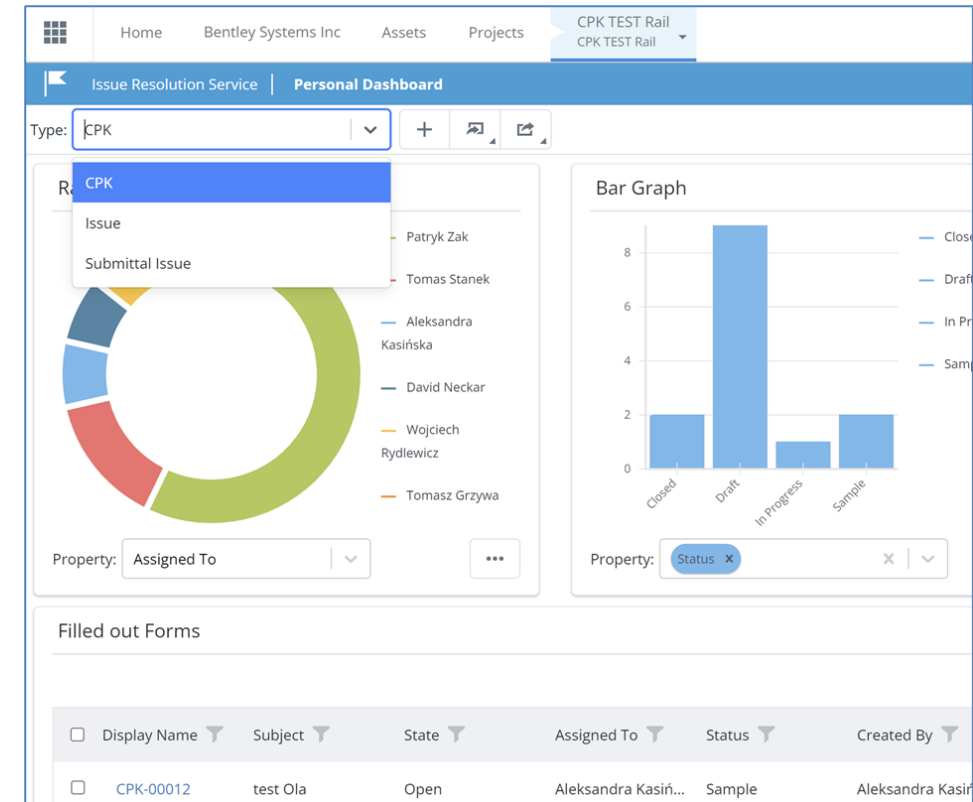 Home Bentley Systems Inc Assets Projects CPK TEST Rail
CPK TEST Rail
Issue Resolution Service Personal Dashboard
Type: CPK
CPK
Issue
Submittal Issue
Patryk Zak
Tomas Stanek
Aleksandra
Kasińska
David Neckar
Wojciech
Rydlewicz
Tomasz Grzywa
Property: Assigned To
Bar Graph
8
6
4
2
0
Closed Draft In Progress Sample
In
Property: Status
Filled out Forms
Display Name Subject State Assigned To Status Created By
CPK-00012 test Ola Open Aleksandra Kasiń... Sample Aleksandra